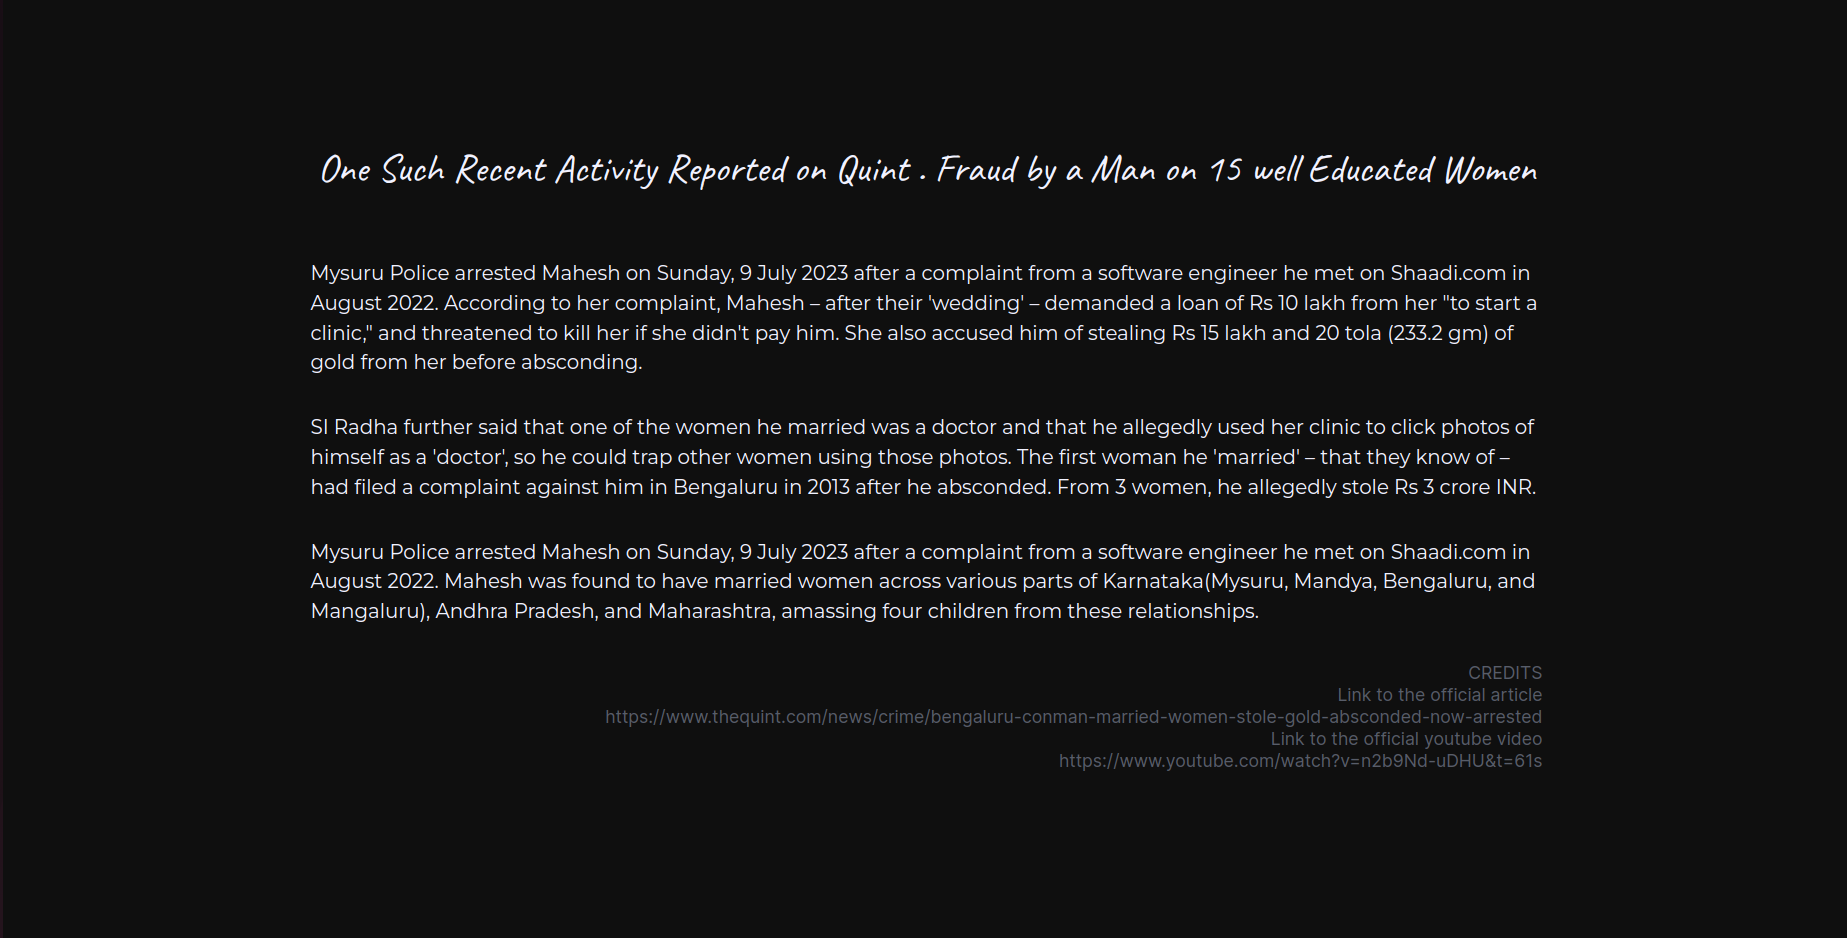 One Such Recent Activity Reported on Quint . Fraud by a Man on 15 well Educated Women
Mysuru Police arrested Mahesh on Sunday, 9 July 2023 after a complaint from a software engineer he met on Shaadi.com in
August 2022. According to her complaint, Mahesh – after their 'wedding' – demanded a loan of Rs 10 lakh from her "to start a
clinic," and threatened to kill her if she didn't pay him. She also accused him of stealing Rs 15 lakh and 20 tola (233.2 gm) of
gold from her before absconding.
SI Radha further said that one of the women he married was a doctor and that he allegedly used her clinic to click photos of
himself as a 'doctor', so he could trap other women using those photos. The first woman he 'married' – that they know of –
had filed a complaint against him in Bengaluru in 2013 after he absconded. From 3 women, he allegedly stole Rs 3 crore INR.
Mysuru Police arrested Mahesh on Sunday, 9 July 2023 after a complaint from a software engineer he met on Shaadi.com in
August 2022. Mahesh was found to have married women across various parts of Karnataka(Mysuru, Mandya, Bengaluru, and
Mangaluru), Andhra Pradesh, and Maharashtra, amassing four children from these relationships.
CREDITS
Link to the official article
https://www.thequint.com/news/crime/bengaluru-conman-married-women-stole-gold-absconded-now-arrested
Link to the official youtube video
https://www.youtube.com/watch?v=n2b9Nd-uDHU&t=61s